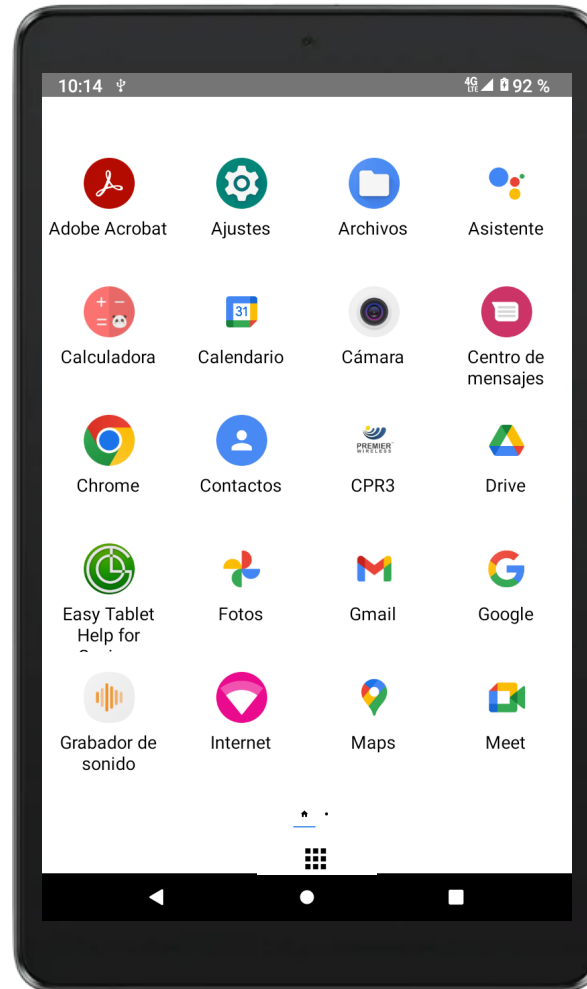 10:14 4G LTE 92 %
Adobe Acrobat Ajustes Archivos Asistente
31
Calculadora Calendario Cámara Centro de
mensajes
PREMIER
WIRELESS
Chrome Contactos CPR3 Drive
Easy Tablet Fotos Gmail Google
Help for
Grabador de Internet Maps Meet
sonido